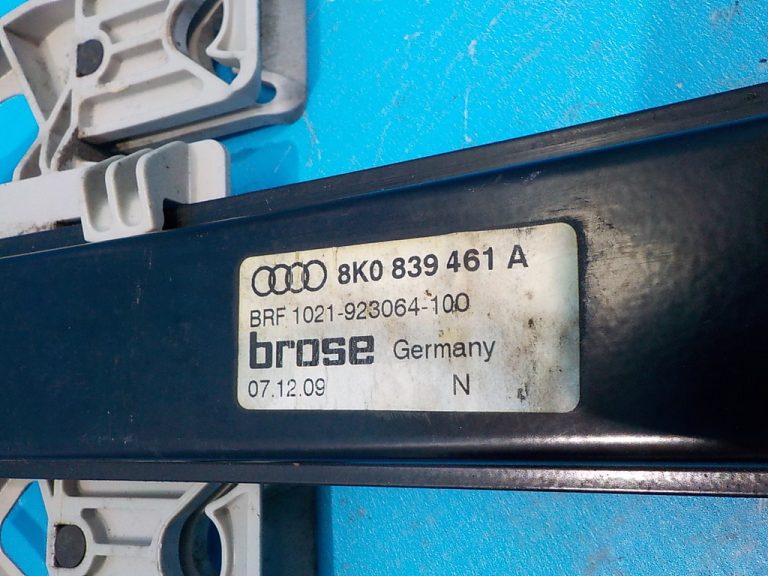 8K0 839 461 A
BRF 1021-923064-100
brose Germany
07.12.09 N